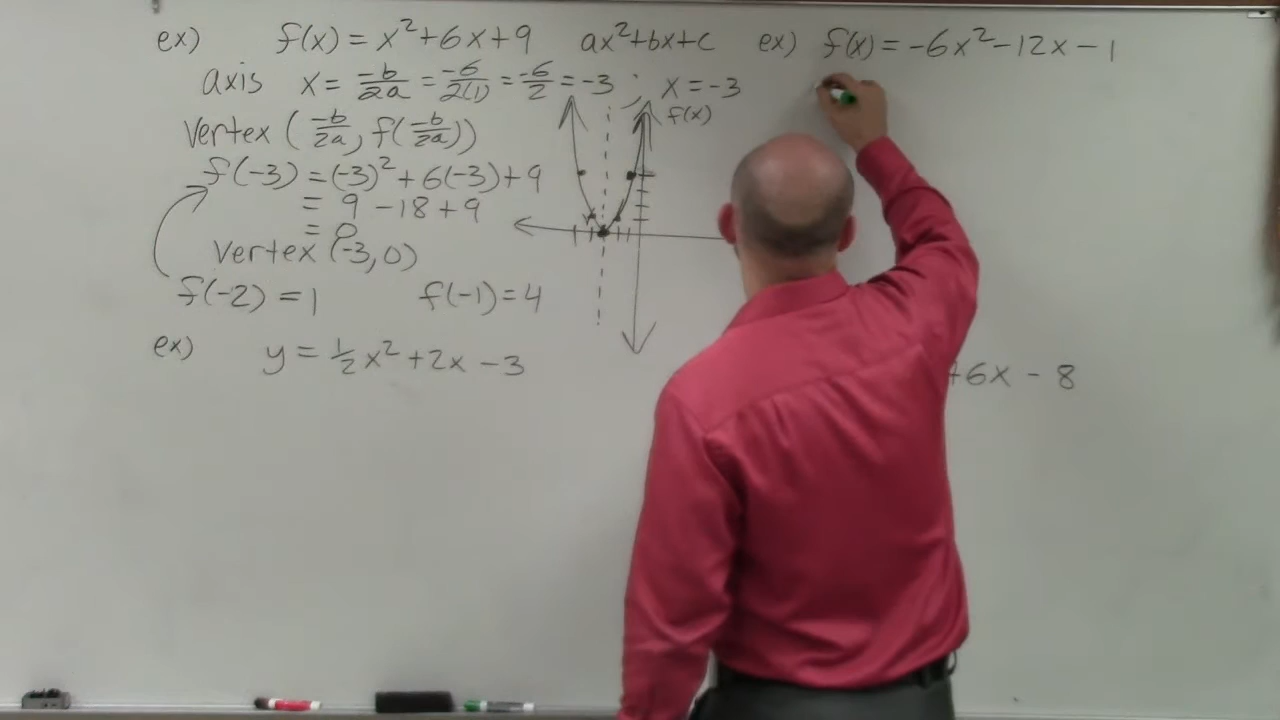 ex) f(x) = x²+6x+9 ax²+bx+c
axis x = -b/2a = -6/2(1) = -6/2 = -3 ; x = -3
vertex (-b/2a, f(-b/2a))
f(-3) = (-3)² + 6(-3) + 9
= 9 - 18 + 9
= 0
vertex (-3, 0)
f(-2) = 1 f(-1) = 4
f(x)
ex) y = 1/2x² + 2x - 3
ex) f(x) = -6x² - 12x - 1
+6x - 8